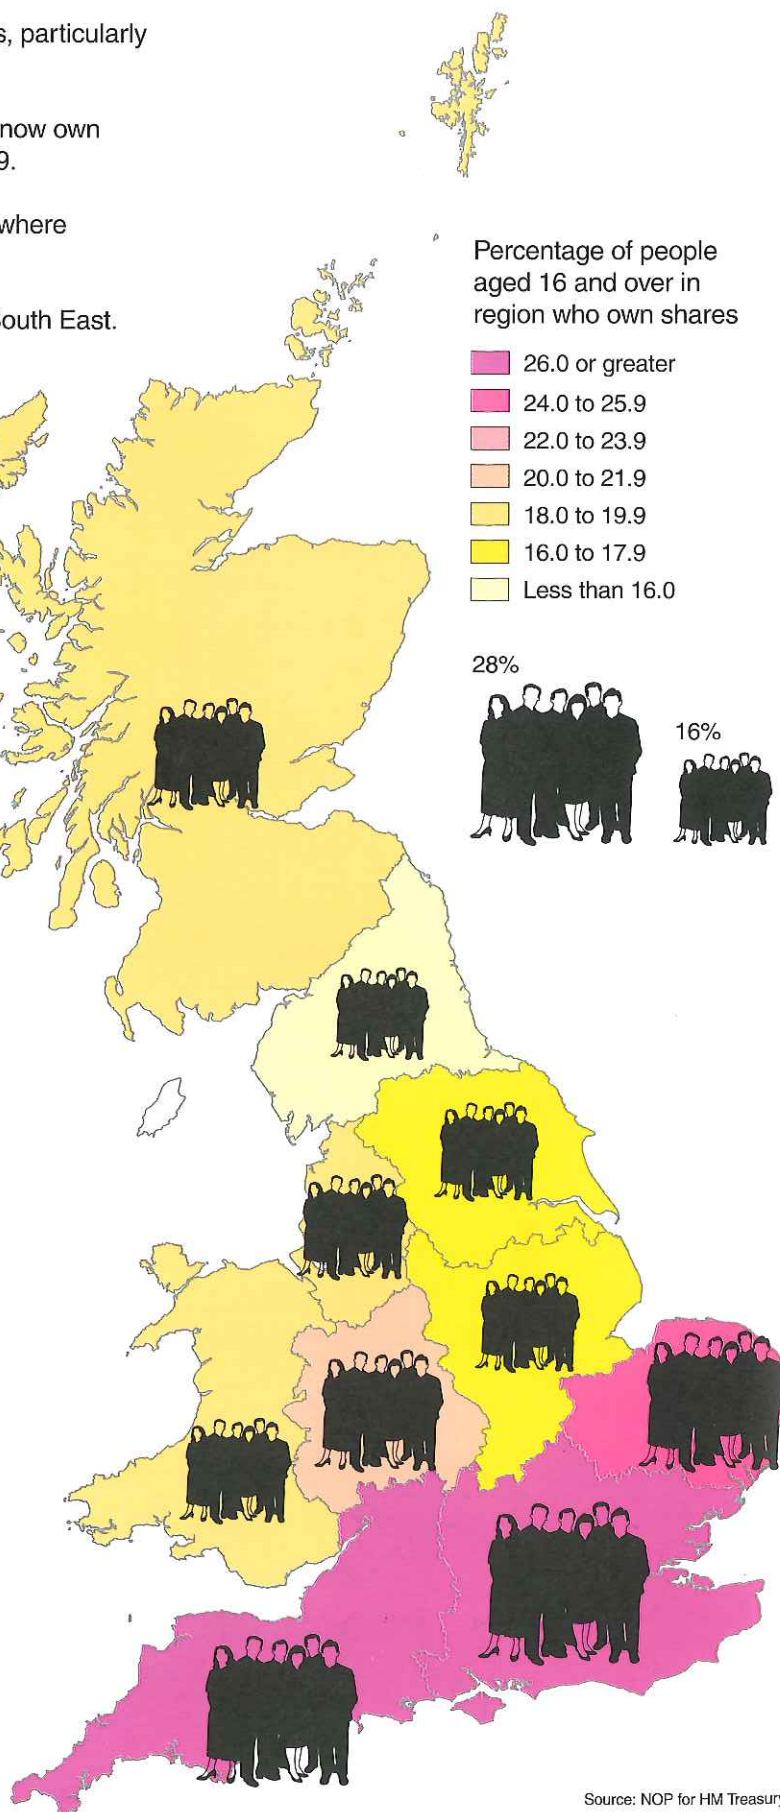 s, particularly
now own
9.
where
South East.
Percentage of people
aged 16 and over in
region who own shares
26.0 or greater
24.0 to 25.9
22.0 to 23.9
20.0 to 21.9
18.0 to 19.9
16.0 to 17.9
Less than 16.0
28%
16%
Source: NOP for HM Treasury